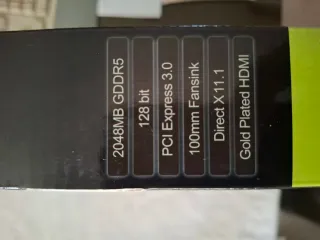 2048MB GDDR5
128 bit
PCI Express 3.0
100mm Fansink
Direct X11.1
Gold Plated HDMI